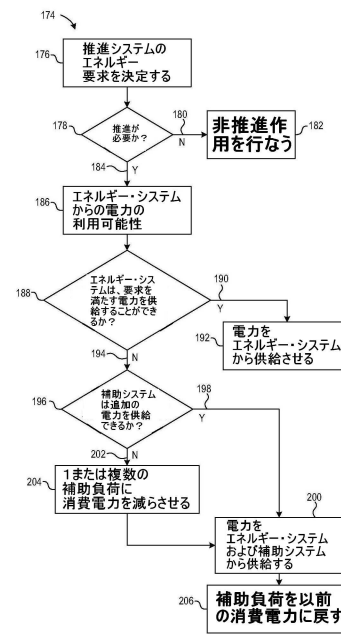 174
176
推進システムの
エネルギー
要求を決定する
178
推進が
必要か？
180
N
非推進作
用を行なう
182
184
Y
186
エネルギー・システム
からの電力の
利用可能性
188
エネルギー・シス
テムは、要求を
満たす電力を供
給することができ
るか？
190
Y
192
電力を
エネルギー・システム
から供給させる
194
N
196
補助システム
は追加の
電力を供給
できるか？
198
Y
202
N
204
1または複数の
補助負荷に
消費電力を減らさせる
200
電力を
エネルギー・システム
および補助システム
から供給する
206
補助負荷を以前
の消費電力に戻す